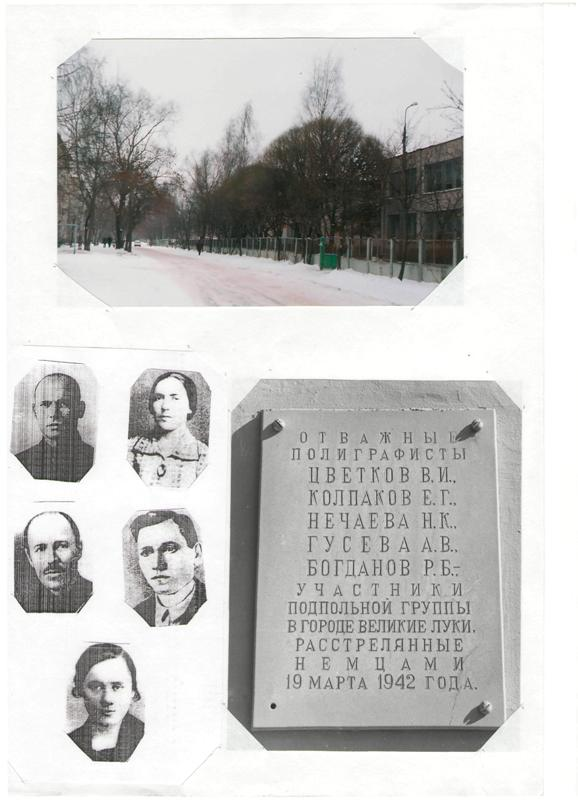 ОТВАЖНЫЕ
ПОЛИГРАФИСТЫ
ЦВЕТКОВ В.И.,
КОЛПАКОВ Е.Г.,
НЕЧАЕВА Н.К.,
ГУСЕВА А.В.,
БОГДАНОВ Р.Б.-
УЧАСТНИКИ
ПОДПОЛЬНОЙ ГРУППЫ
В ГОРОДЕ ВЕЛИКИЕ ЛУКИ,
РАССТРЕЛЯННЫЕ
НЕМЦАМИ
19 МАРТА 1942 ГОДА.